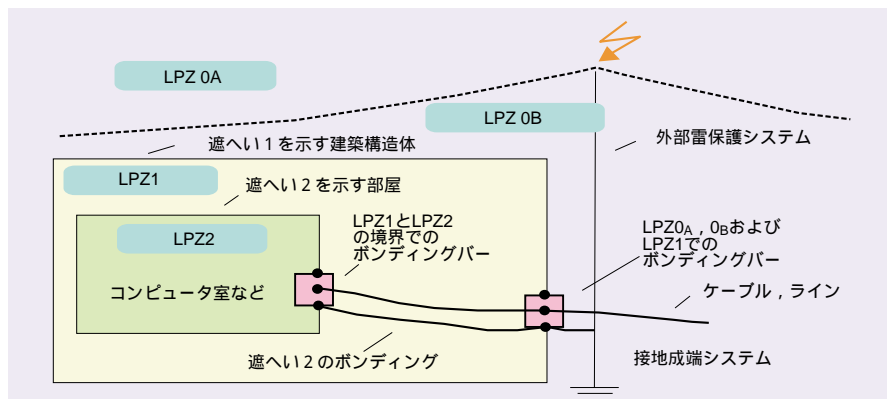 LPZ 0A
LPZ 0B
遮へい1を示す建築構造体
外部雷保護システム
LPZ1
遮へい2を示す部屋
LPZ2
LPZ1とLPZ2
の境界での
ボンディングバー
LPZ0A，0Bおよび
LPZ1での
ボンディングバー
コンピュータ室など
ケーブル，ライン
遮へい2のボンディング
接地成端システム